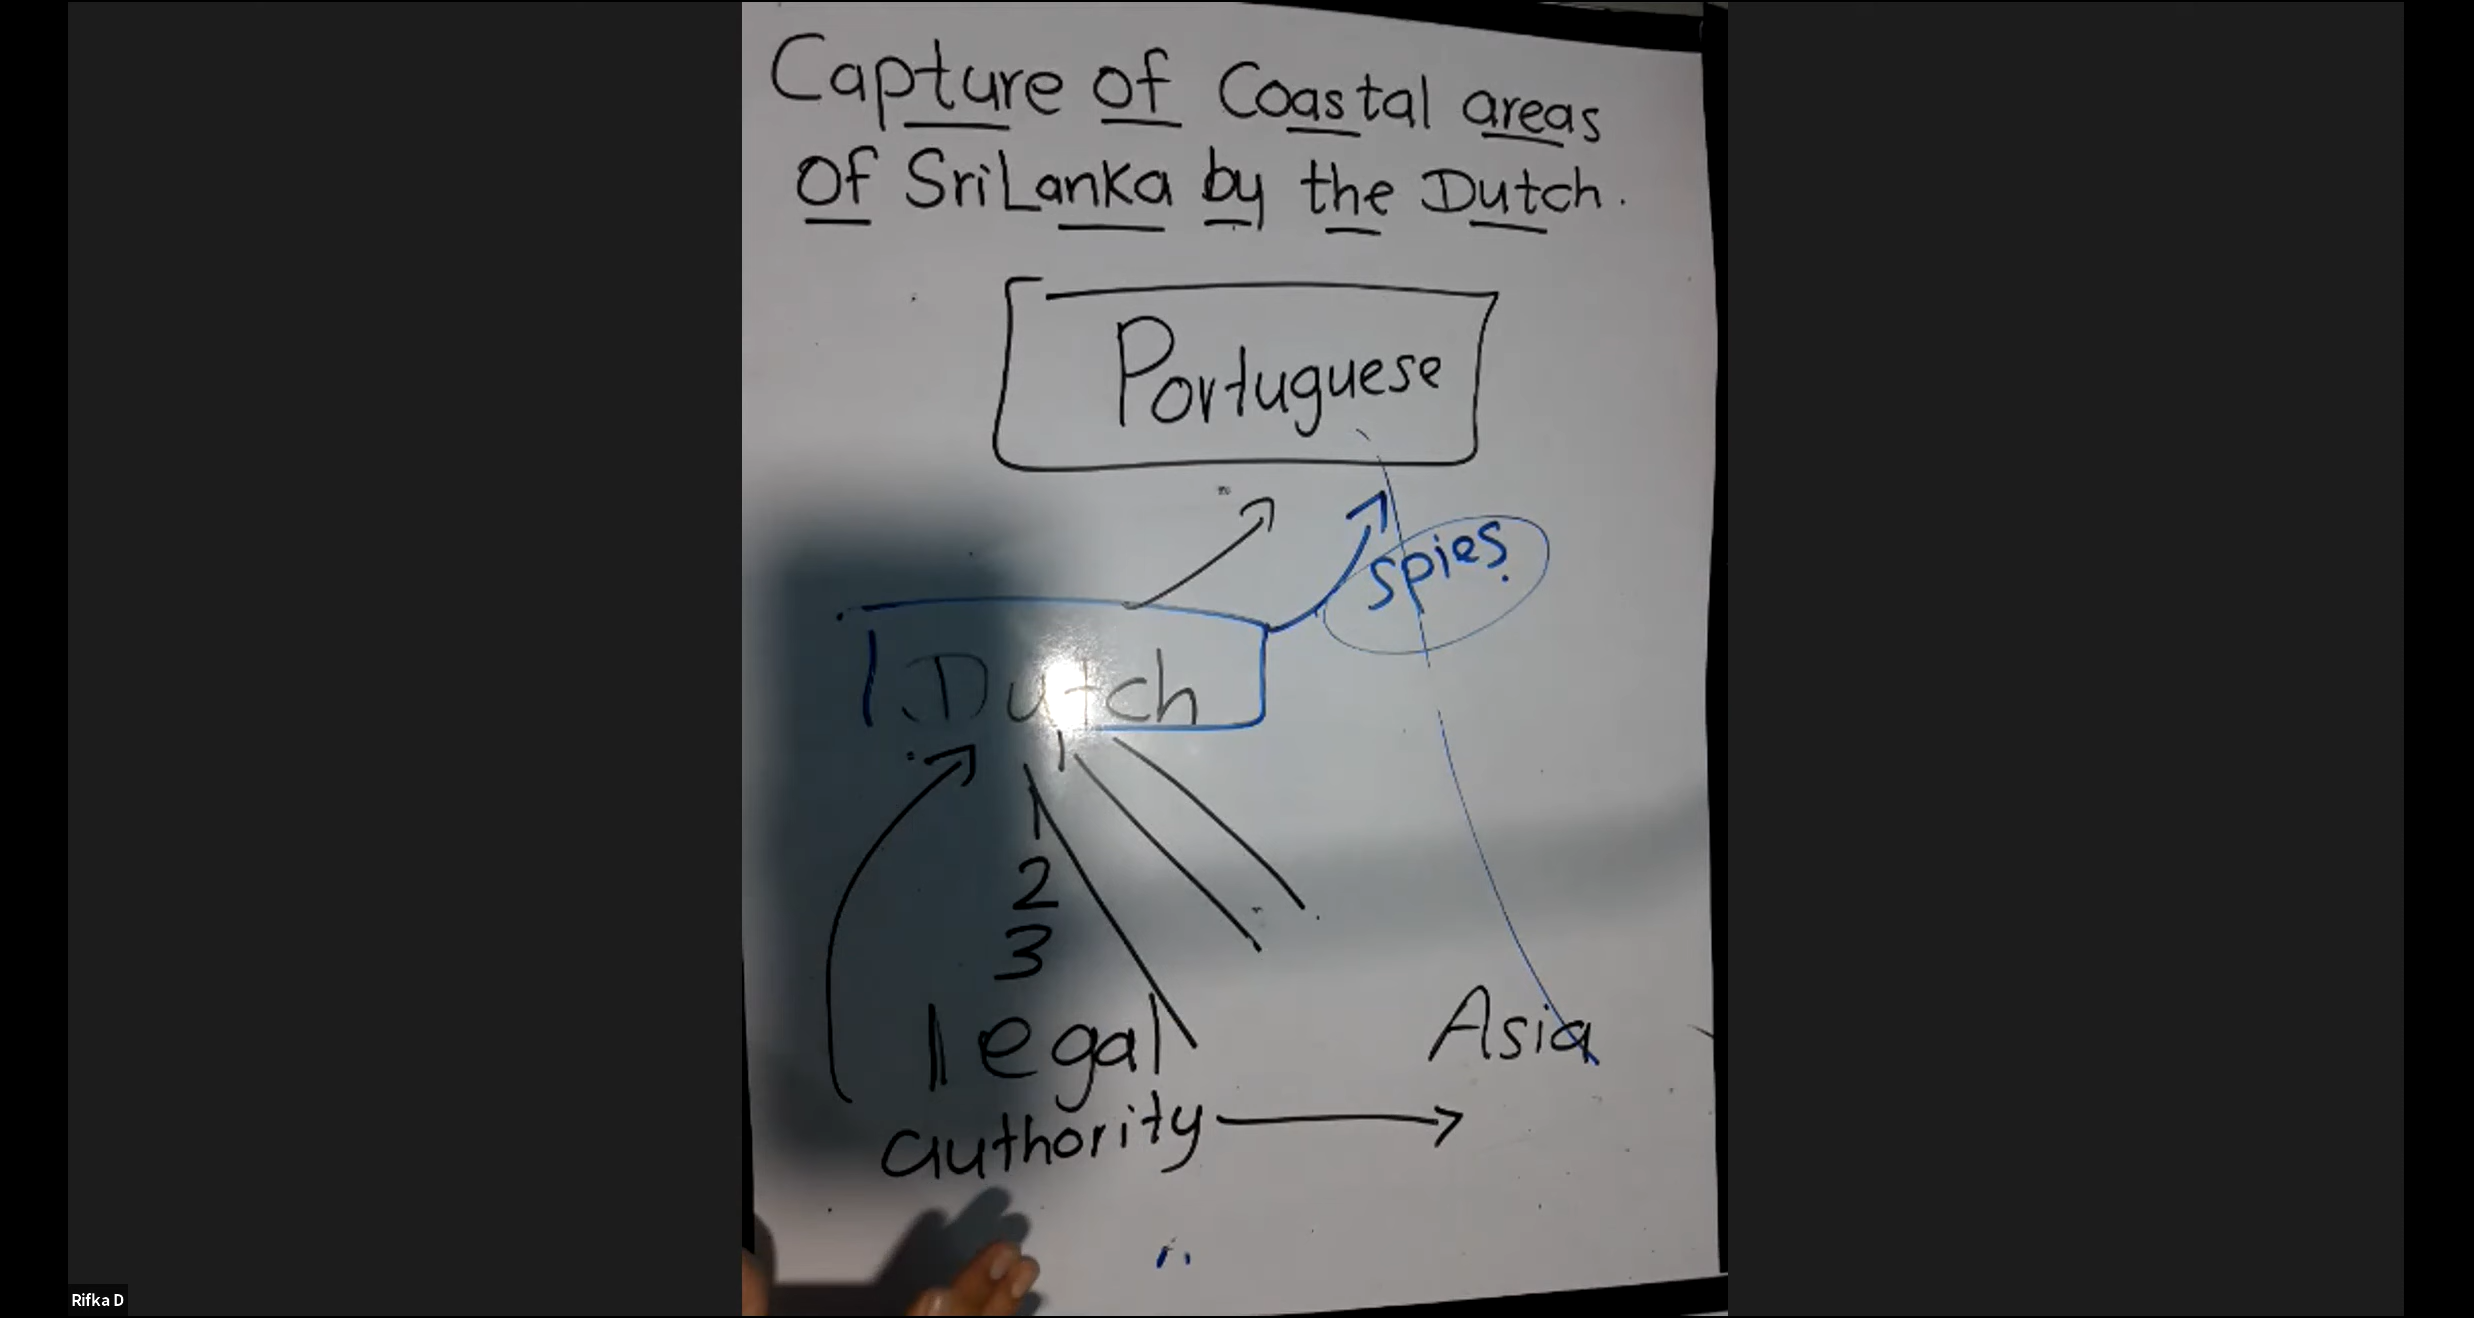 Capture of Coastal areas
of SriLanka by the Dutch.
Portuguese
spies.
Dutch
1
2
3
legal
authority
Asia
Rifka D